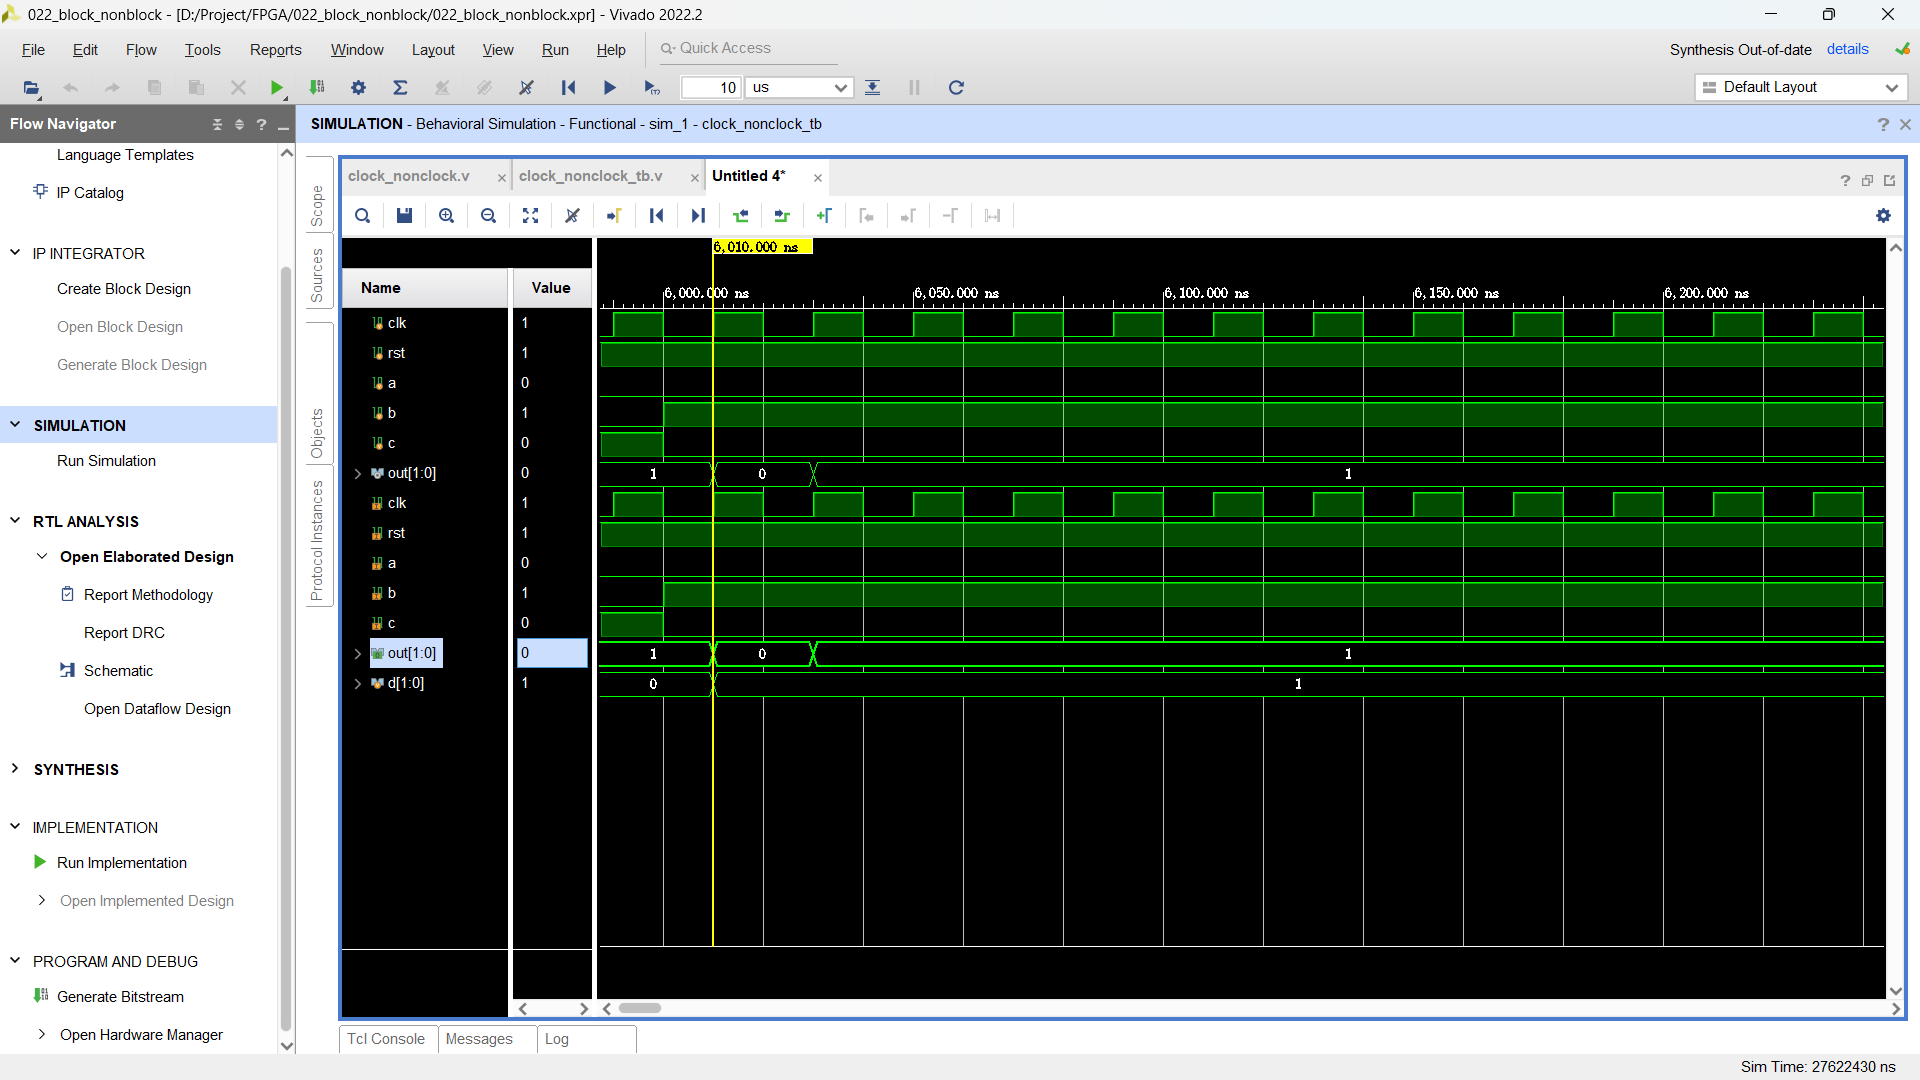 022_block_nonblock - [D:/Project/FPGA/022_block_nonblock/022_block_nonblock.xpr] - Vivado 2022.2
File Edit Flow Tools Reports Window Layout View Run Help Quick Access
Synthesis Out-of-date details
10 us
Default Layout
Flow Navigator
SIMULATION - Behavioral Simulation - Functional - sim_1 - clock_nonclock_tb
Language Templates
IP Catalog
IP INTEGRATOR
Create Block Design
Open Block Design
Generate Block Design
SIMULATION
Run Simulation
RTL ANALYSIS
Open Elaborated Design
Report Methodology
Report DRC
Schematic
Open Dataflow Design
SYNTHESIS
IMPLEMENTATION
Run Implementation
Open Implemented Design
PROGRAM AND DEBUG
Generate Bitstream
Open Hardware Manager
Scope
Sources
Objects
Protocol Instances
clock_nonclock.v clock_nonclock_tb.v Untitled 4*
6,010.000 ns
Name Value
6,000.000 ns 6,050.000 ns 6,100.000 ns 6,150.000 ns 6,200.000 ns
clk 1
rst 1
a 0
b 1
c 0
out[1:0] 0 1 0 1
clk 1
rst 1
a 0
b 1
c 0
out[1:0] 0 1 0 1
d[1:0] 1 0 1
Tcl Console Messages Log
Sim Time: 27622430 ns